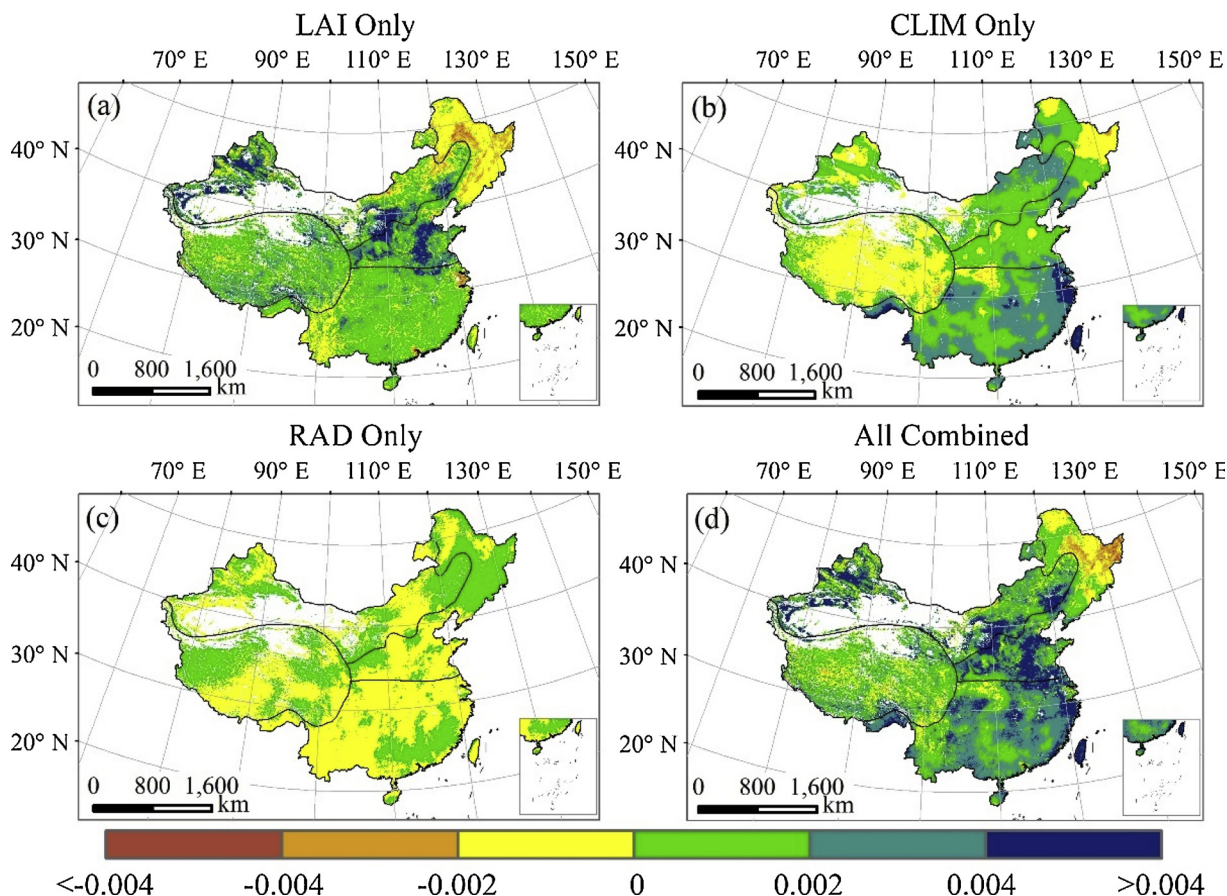 LAI Only
CLIM Only
70° E 90° E 110° E 130° E 150° E
70° E 90° E 110° E 130° E 150° E
(a)
(b)
40° N
30° N
20° N
40° N
30° N
20° N
0 800 1,600
km
0 800 1,600
km
RAD Only
All Combined
70° E 90° E 110° E 130° E 150° E
70° E 90° E 110° E 130° E 150° E
(c)
(d)
40° N
30° N
20° N
40° N
30° N
20° N
0 800 1,600
km
0 800 1,600
km
<-0.004 -0.004 -0.002 0 0.002 0.004 >0.004